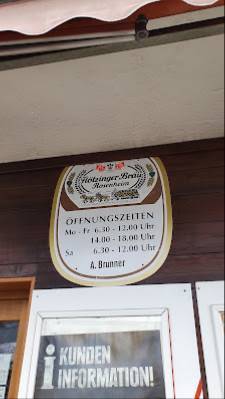 Flötzinger Bräu
Rosenheim
ÖFFNUNGSZEITEN
Mo - Fr 6.30 - 12.00 Uhr
14.00 - 18.00 Uhr
Sa 6.30 - 12.00 Uhr
A. Brunner
KUNDEN
INFORMATION!